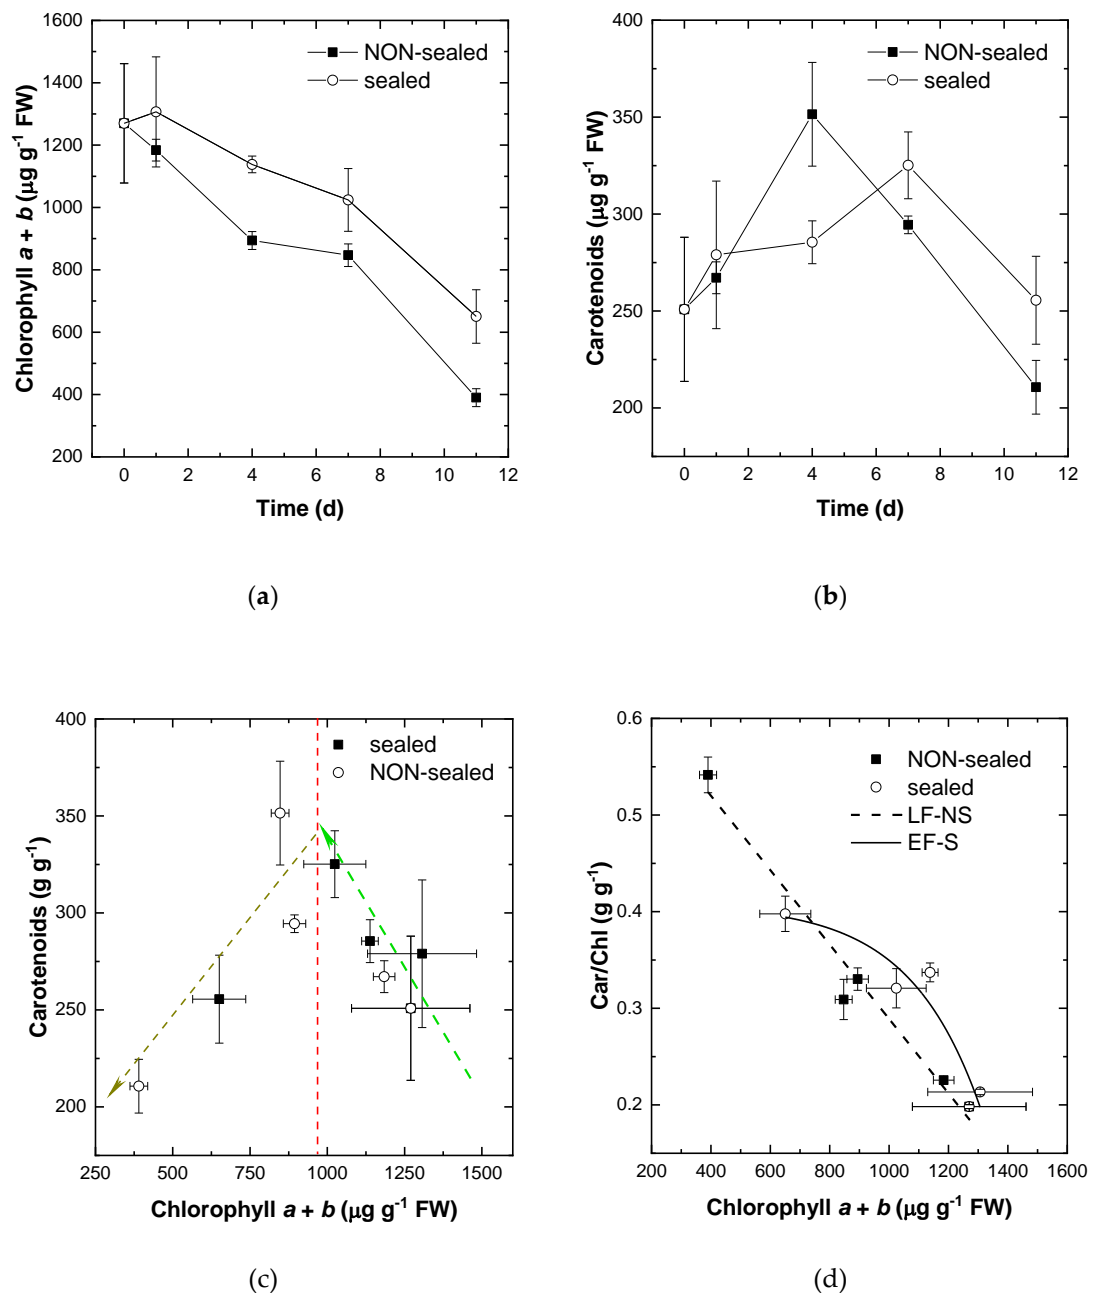 1600
1400
1200
1000
800
600
400
200
Chlorophyll a + b (μg g-1 FW)
NON-sealed
sealed
0 2 4 6 8 10 12
Time (d)
(a)
400
350
300
250
200
Carotenoids (μg g-1 FW)
NON-sealed
sealed
0 2 4 6 8 10 12
Time (d)
(b)
400
350
300
250
200
Carotenoids (g g-1)
sealed
NON-sealed
250 500 750 1000 1250 1500
Chlorophyll a + b (μg g-1 FW)
(c)
0.6
0.5
0.4
0.3
0.2
Car/Chl (g g-1)
NON-sealed
sealed
LF-NS
EF-S
200 400 600 800 1000 1200 1400 1600
Chlorophyll a + b (μg g-1 FW)
(d)